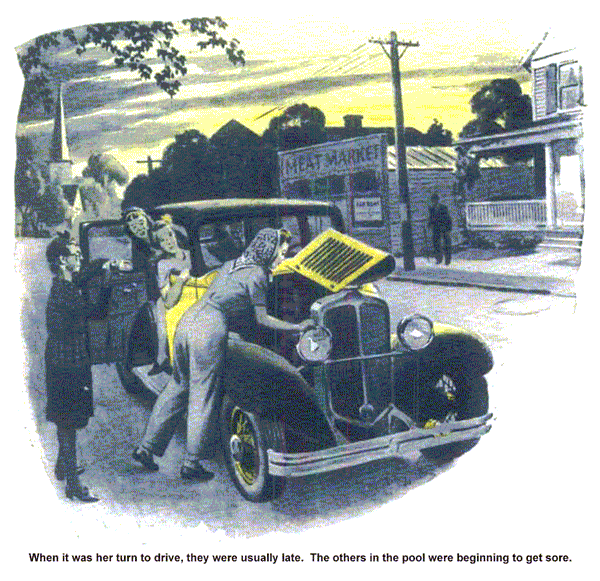 MEAT MARKET
When it was her turn to drive, they were usually late. The others in the pool were beginning to get sore.